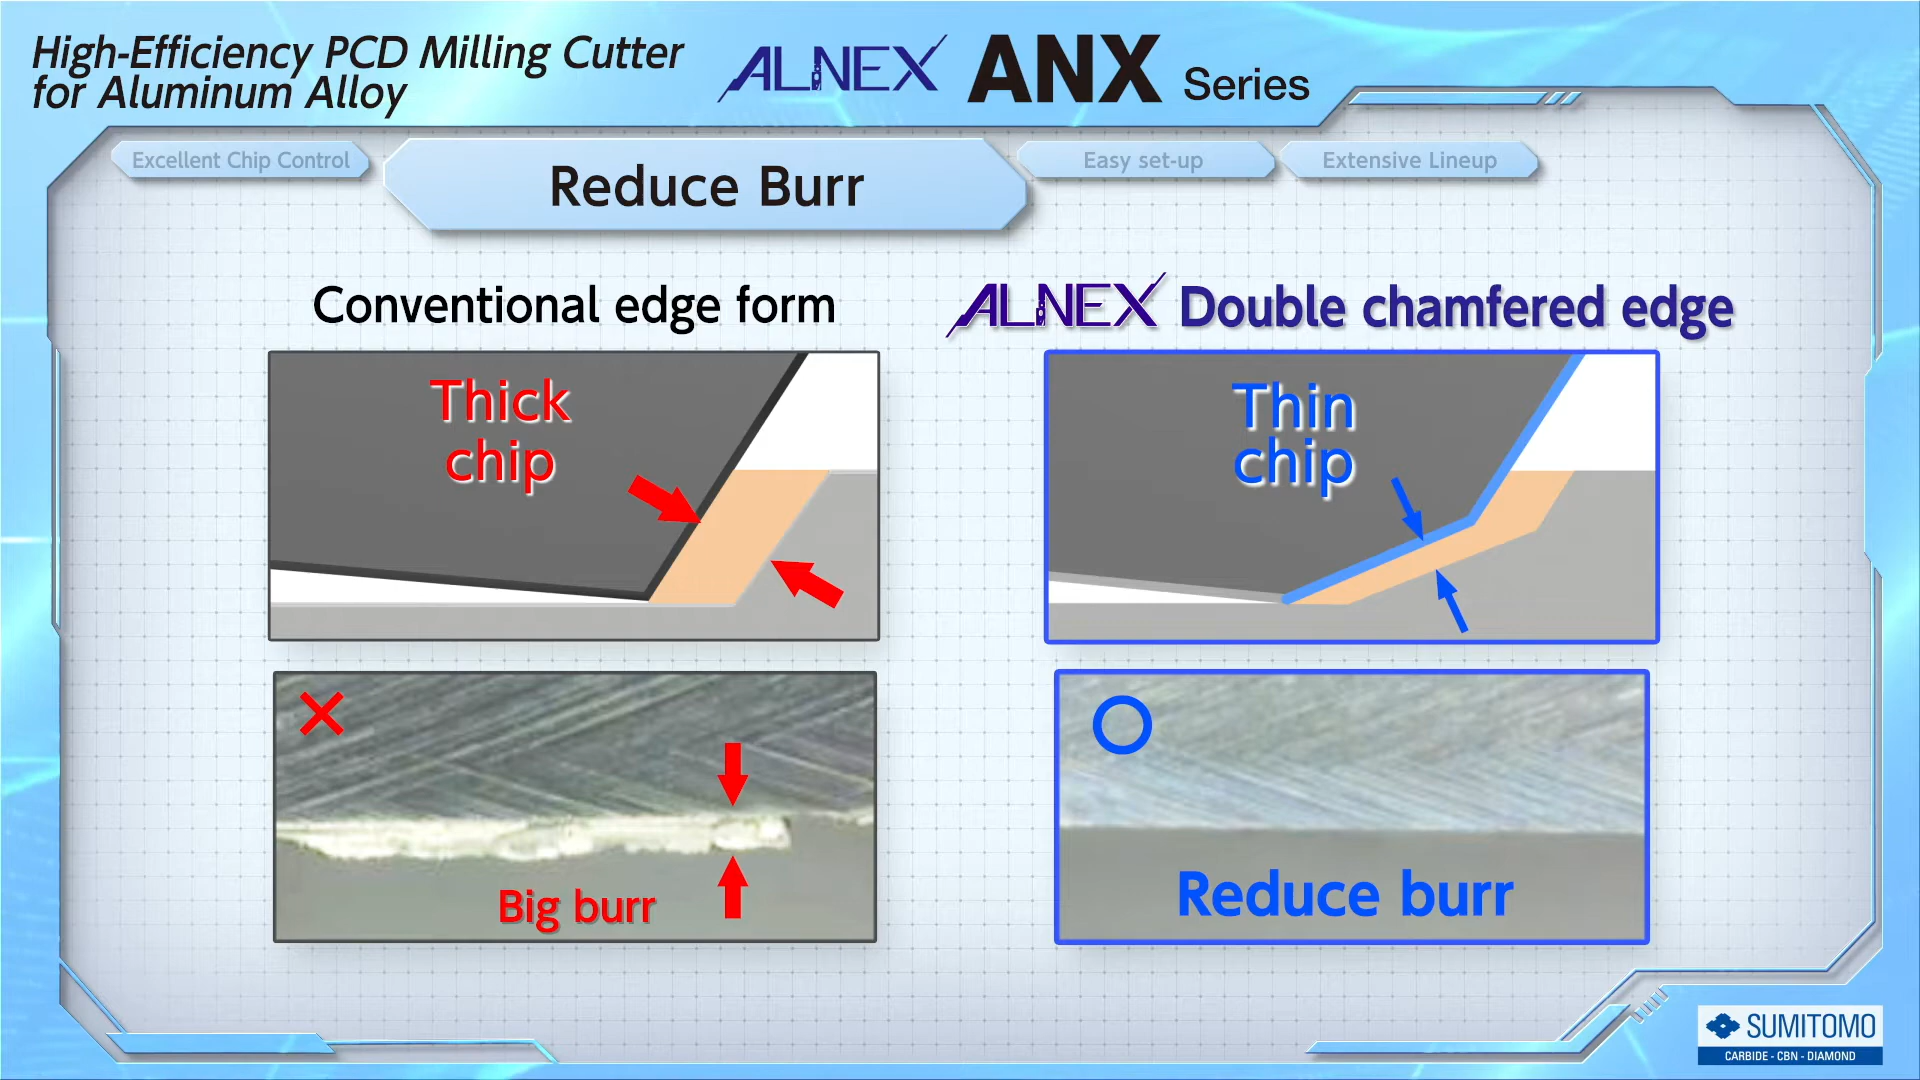 High-Efficiency PCD Milling Cutter
for Aluminum Alloy
ALNEX ANX Series
Excellent Chip Control
Reduce Burr
Easy set-up
Extensive Lineup
Conventional edge form
ALNEX Double chamfered edge
Thick
chip
Thin
chip
Big burr
Reduce burr
SUMITOMO
CARBIDE - CBN - DIAMOND